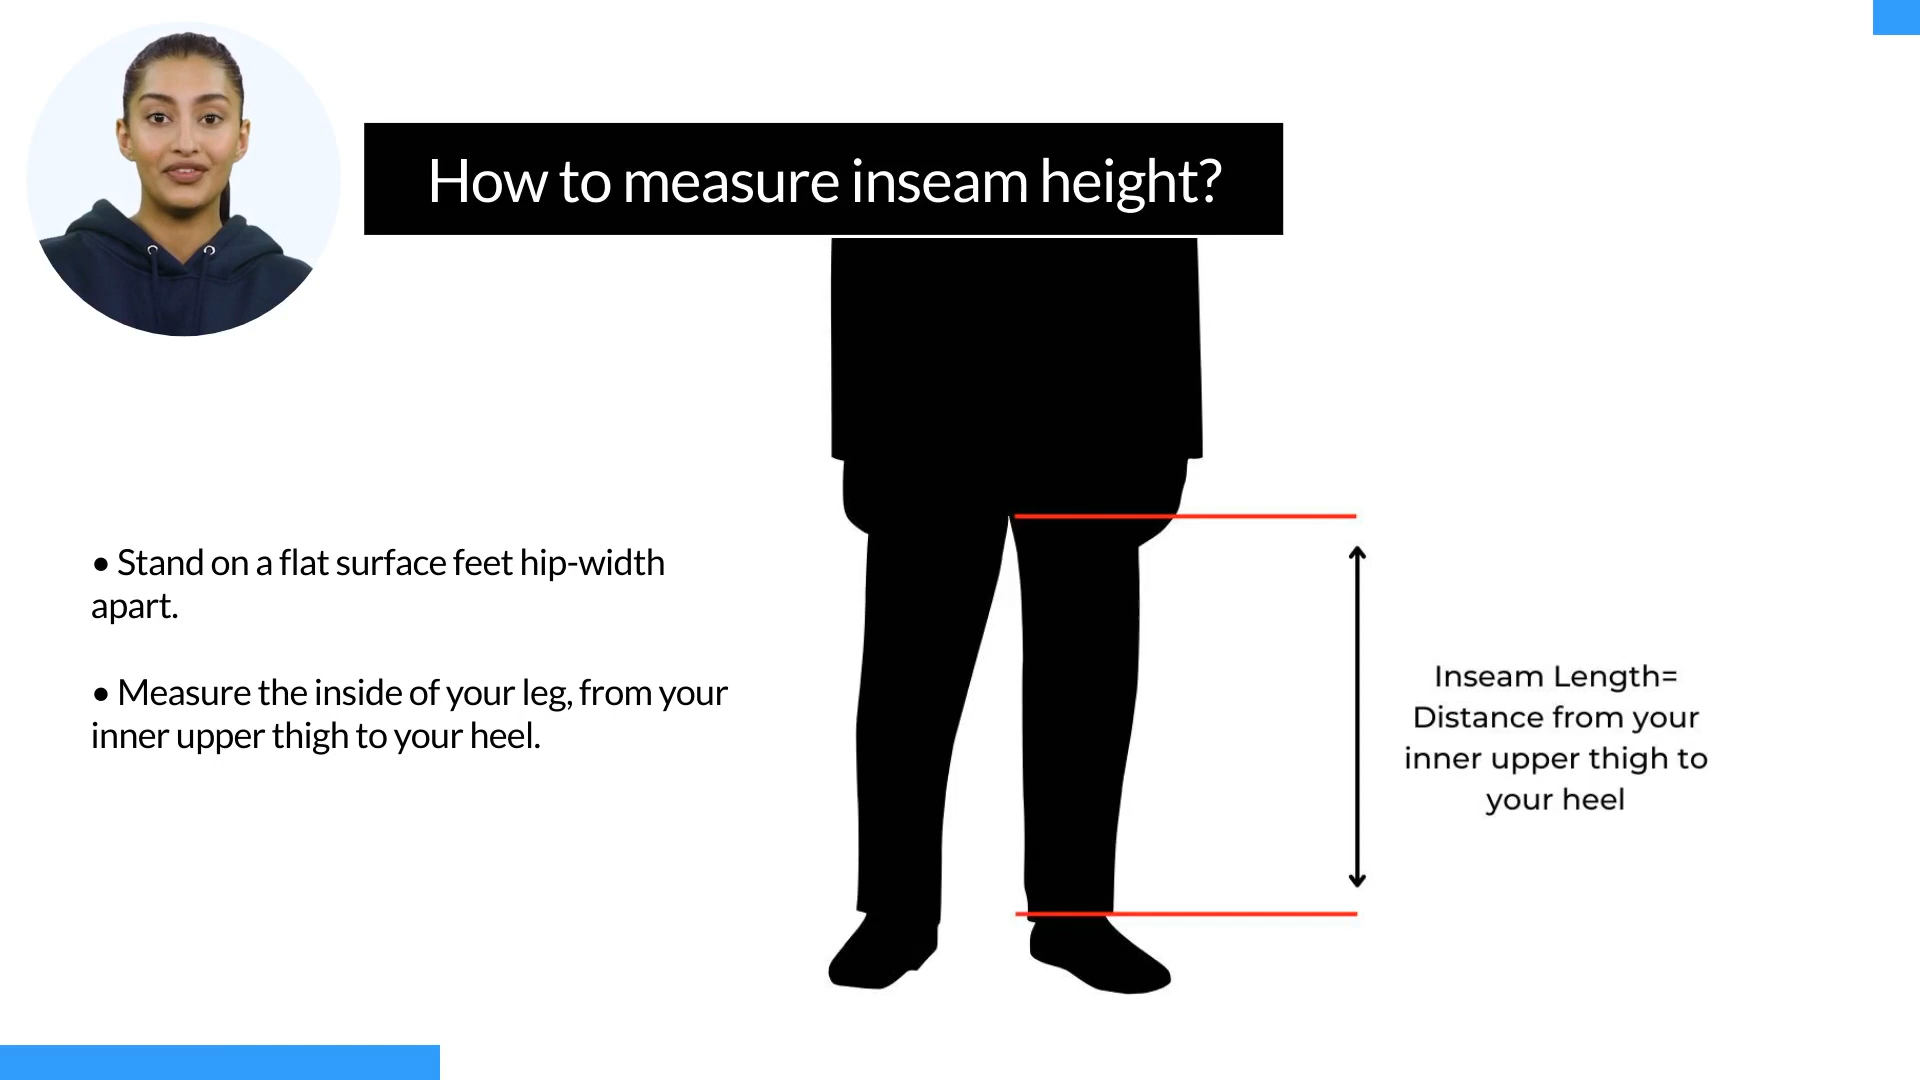 How to measure inseam height?
• Stand on a flat surface feet hip-width
apart.
• Measure the inside of your leg, from your
inner upper thigh to your heel.
Inseam Length=
Distance from your
inner upper thigh to
your heel